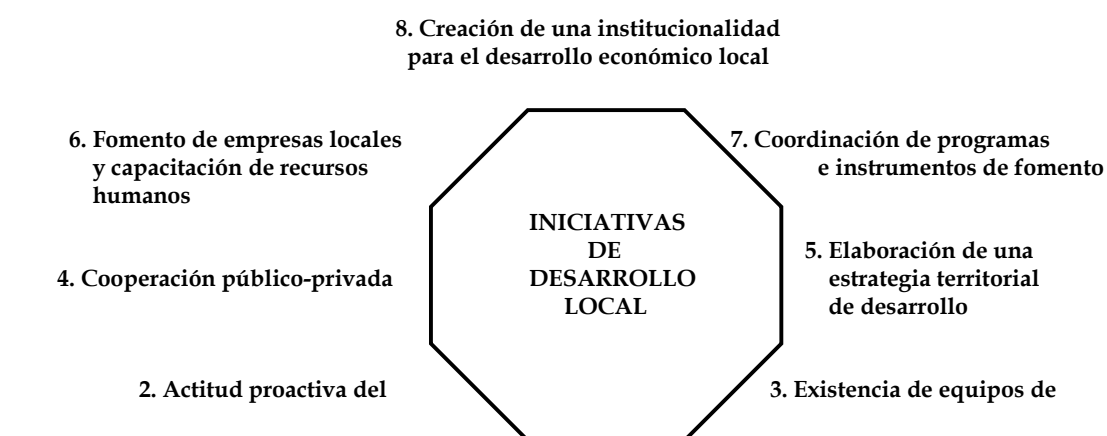 8. Creación de una institucionalidad
para el desarrollo económico local
6. Fomento de empresas locales
y capacitación de recursos
humanos
7. Coordinación de programas
e instrumentos de fomento
INICIATIVAS
DE
DESARROLLO
LOCAL
4. Cooperación público-privada
5. Elaboración de una
estrategia territorial
de desarrollo
2. Actitud proactiva del
3. Existencia de equipos de